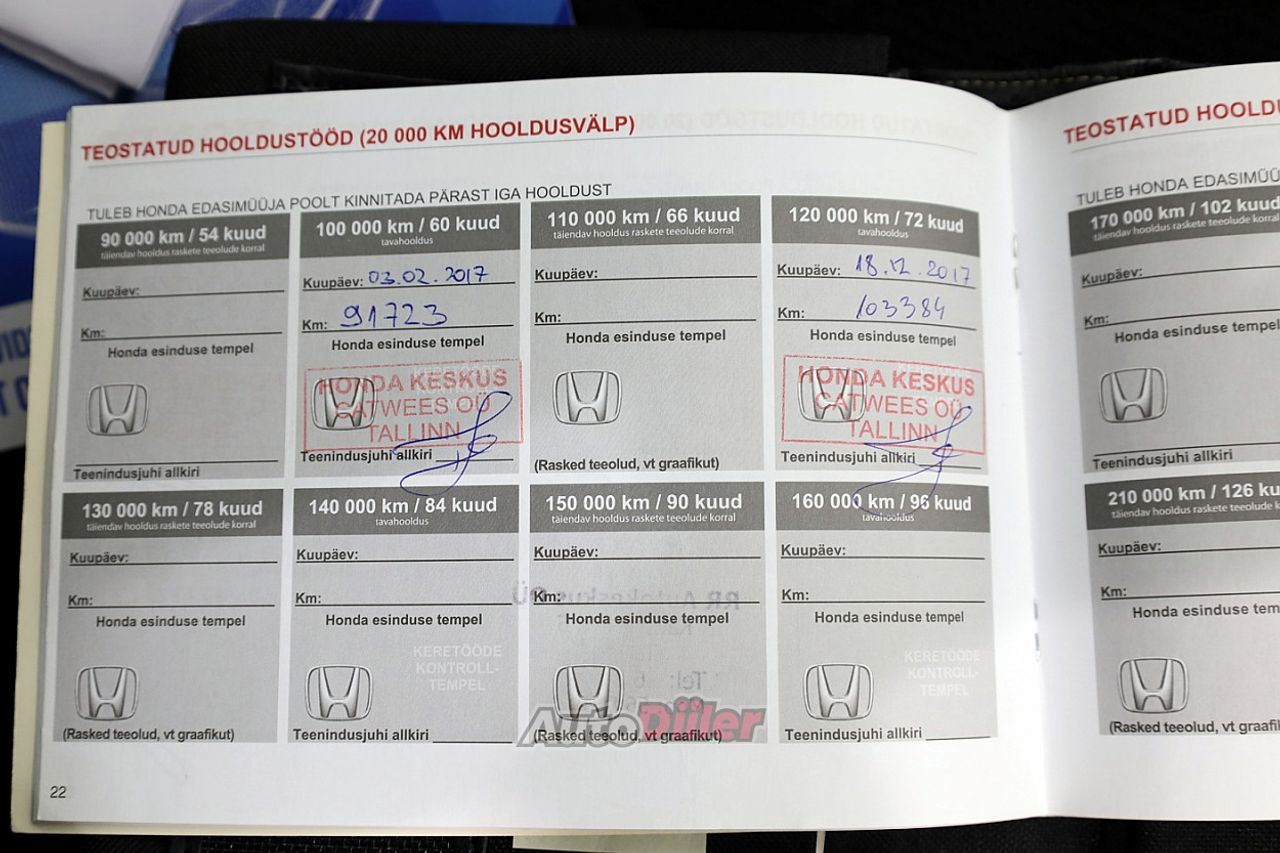 TEOSTATUD HOOLDUSTÖÖD (20 000 KM HOOLDUSVÄLP)
TULEB HONDA EDASIMÜÜJA POOLT KINNITADA PÄRAST IGA HOOLDUST
90 000 km / 54 kuud
täiendav hooldus raskete teeolude korral
Kuupäev:
Km:
Honda esinduse tempel
Teenindusjuhi allkiri
100 000 km / 60 kuud
tavahooldus
Kuupäev: 03.02.2017
Km: 91723
Honda esinduse tempel
HONDA KESKUS
CATWEES OÜ
TALLINN
Teenindusjuhi allkiri
110 000 km / 66 kuud
täiendav hooldus raskete teeolude korral
Kuupäev:
Km:
Honda esinduse tempel
(Rasked teeolud, vt graafikut)
120 000 km / 72 kuud
tavahooldus
Kuupäev: 18.12.2017
Km: 103384
Honda esinduse tempel
HONDA KESKUS
CATWEES OÜ
TALLINN
Teenindusjuhi allkiri
130 000 km / 78 kuud
täiendav hooldus raskete teeolude korral
Kuupäev:
Km:
Honda esinduse tempel
(Rasked teeolud, vt graafikut)
140 000 km / 84 kuud
tavahooldus
Kuupäev:
Km:
Honda esinduse tempel
KERETÖÖDE
KONTROLL-
TEMPEL
Teenindusjuhi allkiri
150 000 km / 90 kuud
täiendav hooldus raskete teeolude korral
Kuupäev:
Km:
Honda esinduse tempel
(Rasked teeolud, vt graafikut)
160 000 km / 96 kuud
tavahooldus
Kuupäev:
Km:
Honda esinduse tempel
KERETÖÖDE
KONTROLL-
TEMPEL
Teenindusjuhi allkiri
AutoDiiler
22
TEOSTATUD
TULEB HONDA EDASIMÜÜ
170 000 km / 102 kuud
täiendav hooldus raskete teeolude
Kuupäev:
Km:
Honda esinduse tempel
Teenindusjuhi allkiri
210 000 km / 126
täiendav hooldus raskete teeolude
Kuupäev:
Km:
Honda esinduse
(Rasked teeolud, vt graafikut)